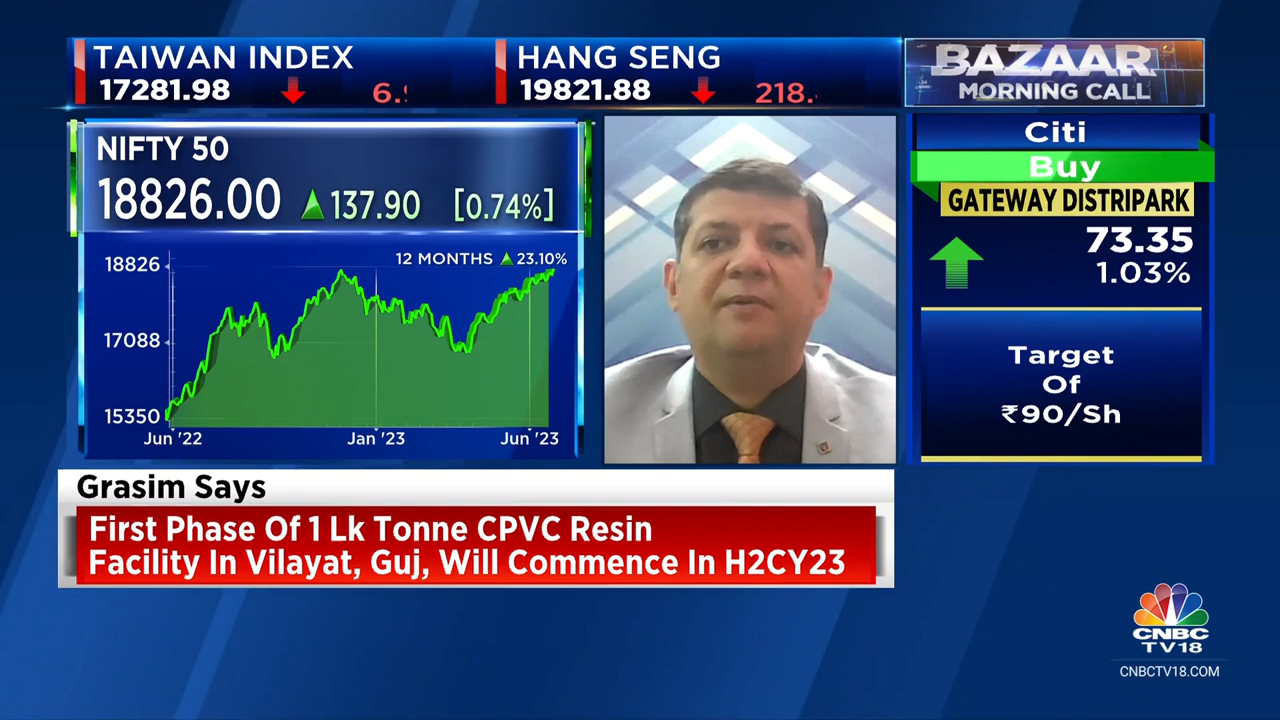 TAIWAN INDEX
17281.98
HANG SENG
19821.88
218.
BAZAAR
MORNING CALL
NIFTY 50
18826.00 137.90 [0.74%]
12 MONTHS 23.10%
18826
17088
15350
Jun '22
Jan '23
Jun '23
Citi
Buy
GATEWAY DISTRIPARK
73.35
1.03%
Target
Of
₹90/Sh
Grasim Says
First Phase Of 1 Lk Tonne CPVC Resin
Facility In Vilayat, Guj, Will Commence In H2CY23
CNBC
TV18
CNBCTV18.COM